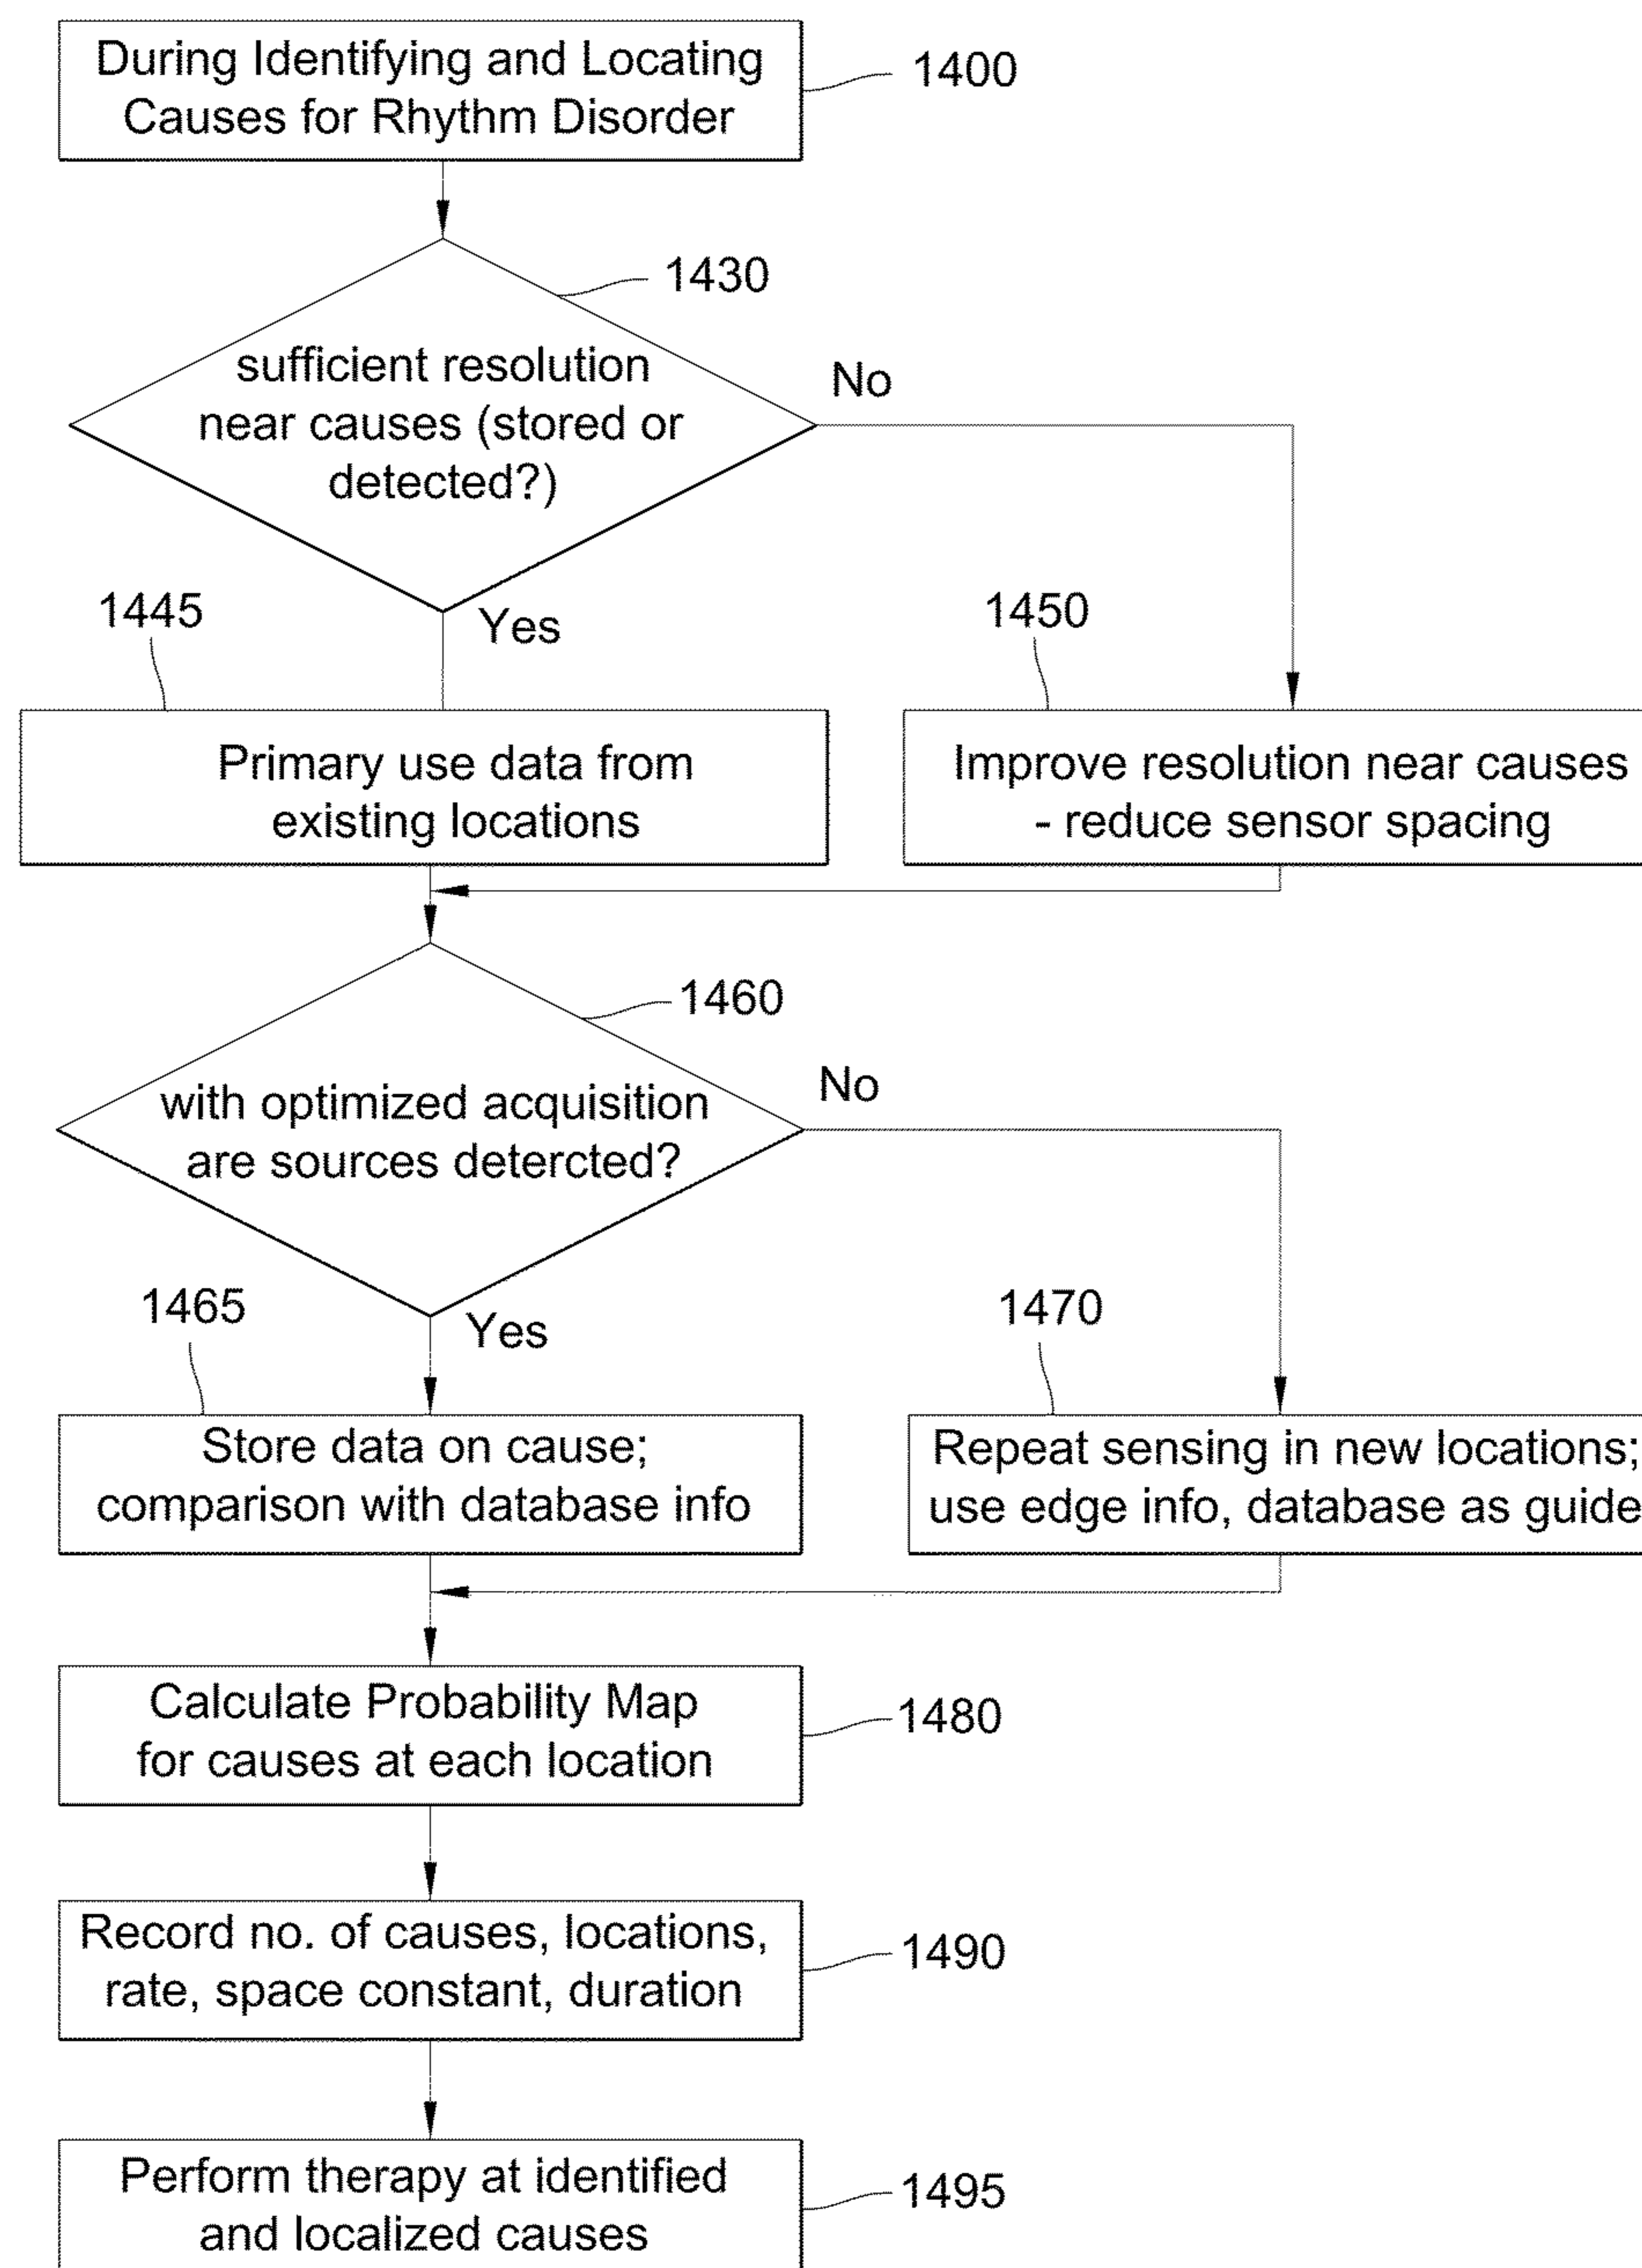 During Identifying and Locating
Causes for Rhythm Disorder
1400
1430
sufficient resolution
near causes (stored or
detected?)
No
Yes
1445
1450
Primary use data from
existing locations
Improve resolution near causes
- reduce sensor spacing
1460
with optimized acquisition
are sources detercted?
No
Yes
1465
1470
Store data on cause;
comparison with database info
Repeat sensing in new locations;
use edge info, database as guide
Calculate Probability Map
for causes at each location
1480
Record no. of causes, locations,
rate, space constant, duration
1490
Perform therapy at identified
and localized causes
1495